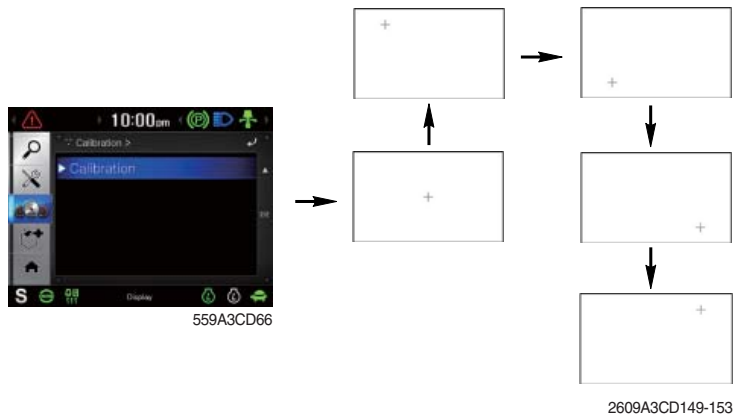 10:00pm
(P)
Calibration >
Calibration
S
Display
559A3CD66
2609A3CD149-153